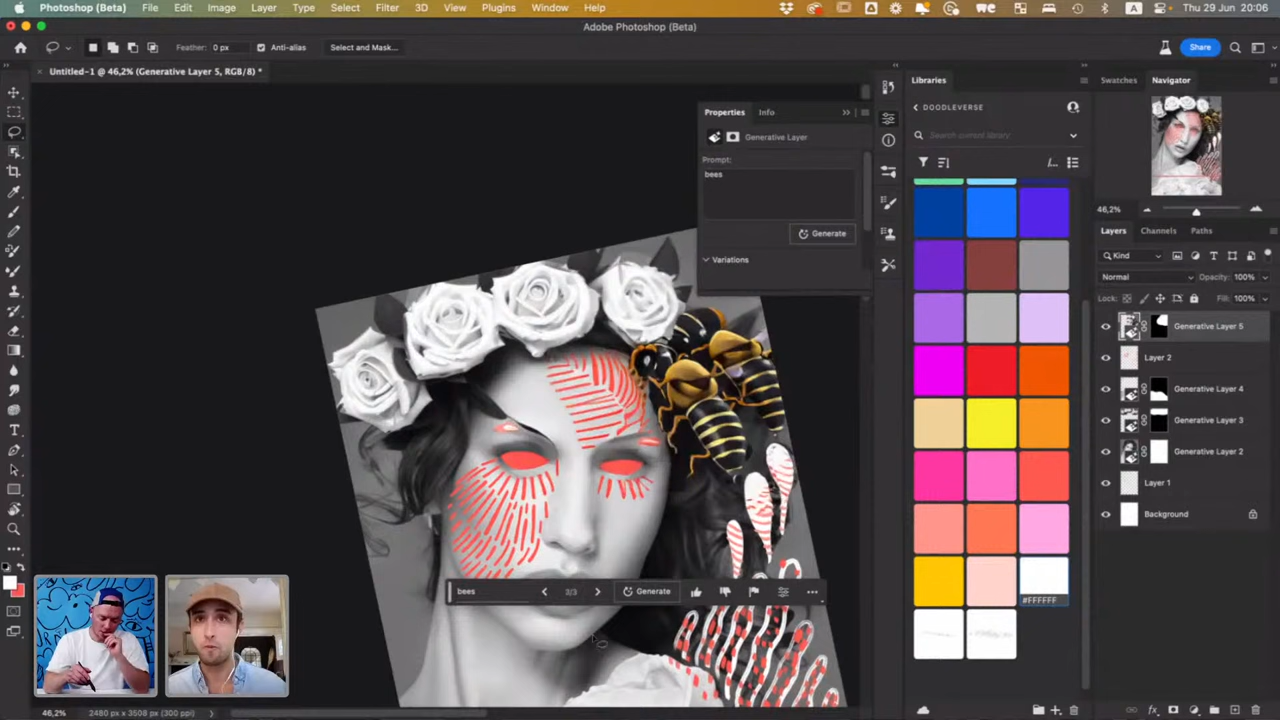 Photoshop (Beta) File Edit Image Layer Type Select Filter 3D View Plugins Window Help A Thu 29 Jun 20:06
Adobe Photoshop (Beta)
Feather: 0 px Anti-alias Select and Mask... Share
Untitled-1 @ 46,2% (Generative Layer 5, RGB/8) *
Properties Info
Generative Layer
Prompt:
bees
Generate
Variations
Libraries
DOODLEVERSE
Search current library
#FFFFFF
Swatches Navigator
46,2%
Layers Channels Paths
Kind
Normal Opacity: 100%
Lock: Fill: 100%
Generative Layer 5
Layer 2
Generative Layer 4
Generative Layer 3
Generative Layer 2
Layer 1
Background
bees Generate
46,2% 2480 px x 3508 px (300 ppi)